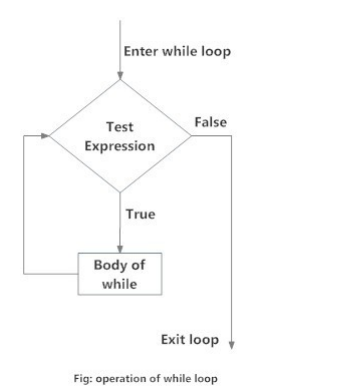 Enter while loop
Test
Expression
False
True
Body of
while
Exit loop
Fig: operation of while loop